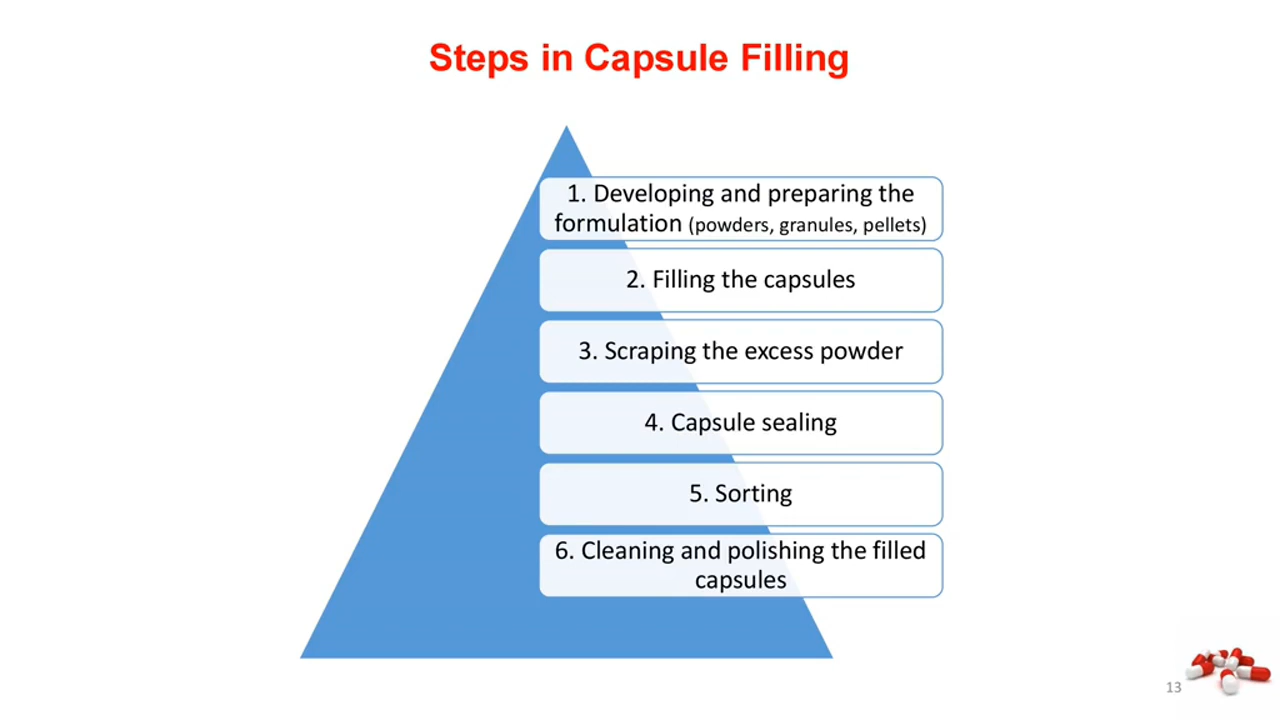 Steps in Capsule Filling
1. Developing and preparing the
formulation (powders, granules, pellets)
2. Filling the capsules
3. Scraping the excess powder
4. Capsule sealing
5. Sorting
6. Cleaning and polishing the filled
capsules
13